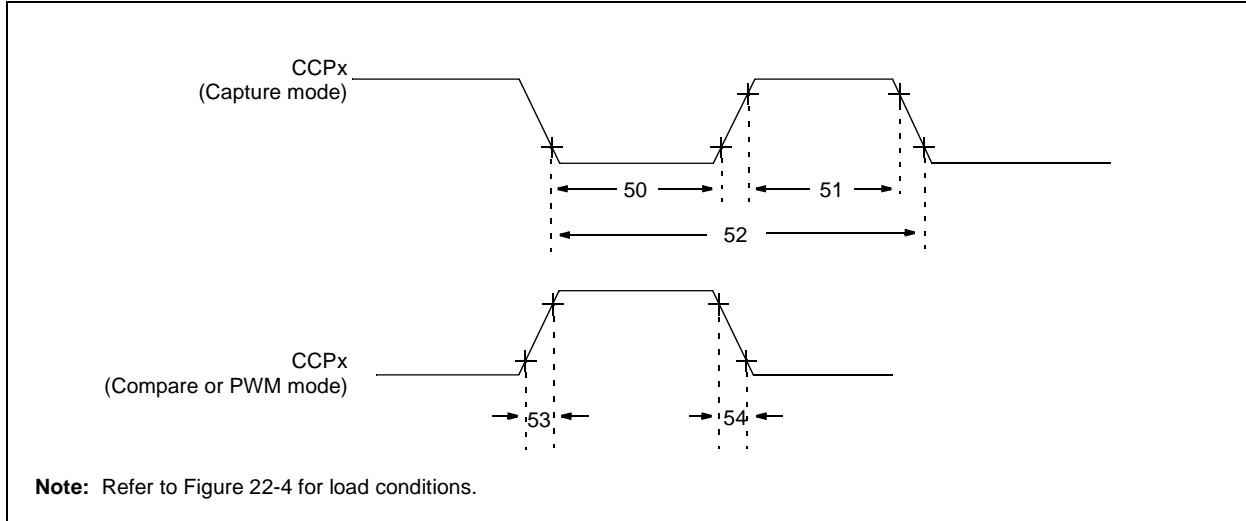 CCPx
(Capture mode)
50
51
52
CCPx
(Compare or PWM mode)
53
54
Note: Refer to Figure 22-4 for load conditions.